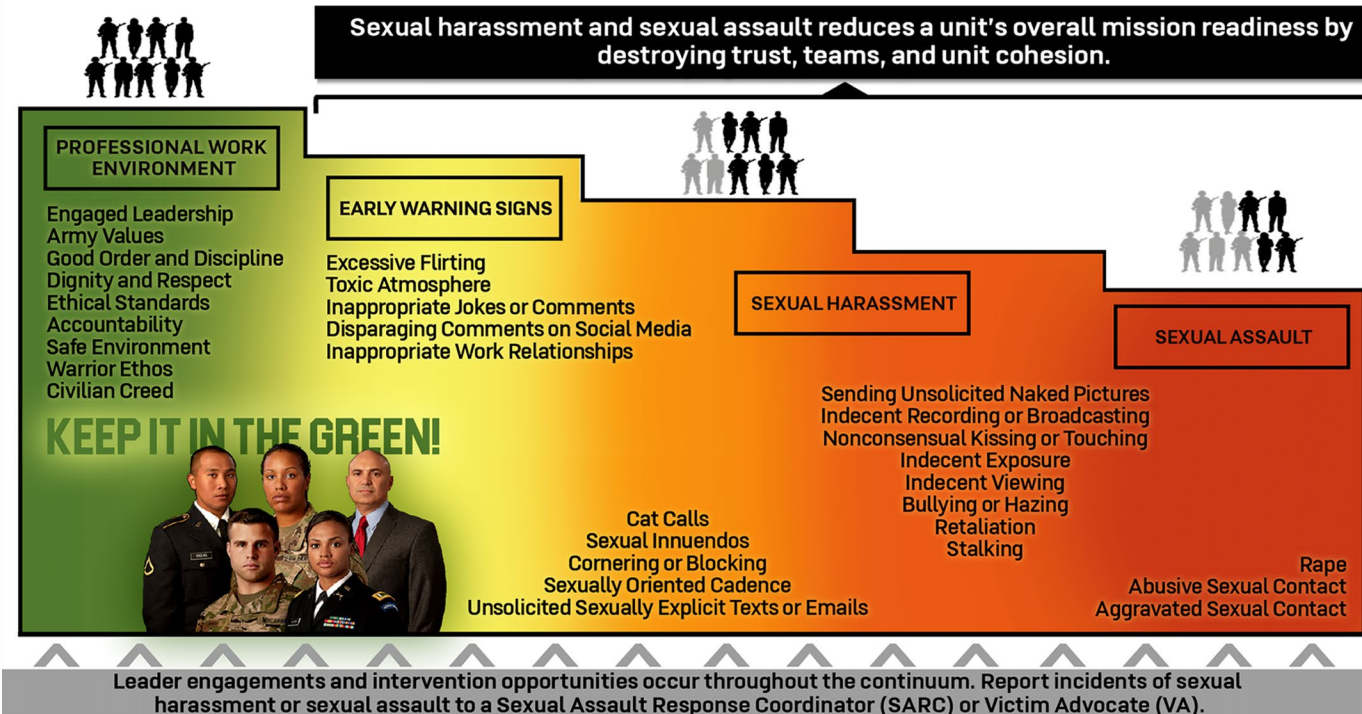 Sexual harassment and sexual assault reduces a unit's overall mission readiness by
destroying trust, teams, and unit cohesion.
PROFESSIONAL WORK
ENVIRONMENT
Engaged Leadership
Army Values
Good Order and Discipline
Dignity and Respect
Ethical Standards
Accountability
Safe Environment
Warrior Ethos
Civilian Creed
KEEP IT IN THE GREEN!
EARLY WARNING SIGNS
Excessive Flirting
Toxic Atmosphere
Inappropriate Jokes or Comments
Disparaging Comments on Social Media
Inappropriate Work Relationships
Cat Calls
Sexual Innuendos
Cornering or Blocking
Sexually Oriented Cadence
Unsolicited Sexually Explicit Texts or Emails
SEXUAL HARASSMENT
Sending Unsolicited Naked Pictures
Indecent Recording or Broadcasting
Nonconsensual Kissing or Touching
Indecent Exposure
Indecent Viewing
Bullying or Hazing
Retaliation
Stalking
SEXUAL ASSAULT
Rape
Abusive Sexual Contact
Aggravated Sexual Contact
Leader engagements and intervention opportunities occur throughout the continuum. Report incidents of sexual
harassment or sexual assault to a Sexual Assault Response Coordinator (SARC) or Victim Advocate (VA).